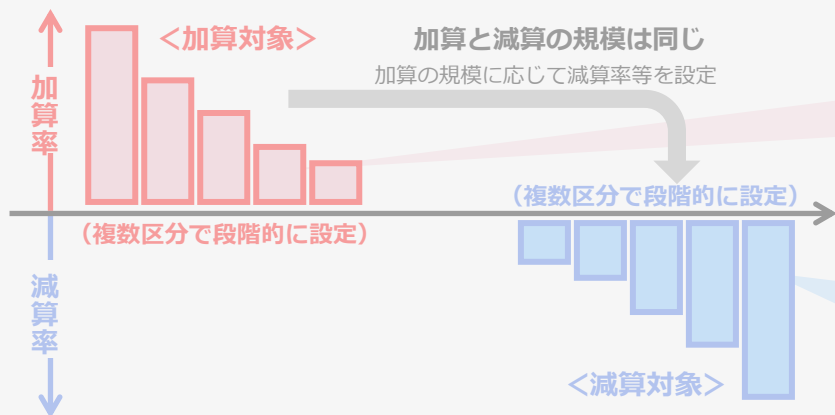 ＜加算対象＞
加算と減算の規模は同じ
加算の規模に応じて減算率等を設定
加算率
（複数区分で段階的に設定）
（複数区分で段階的に設定）
減算率
＜減算対象＞